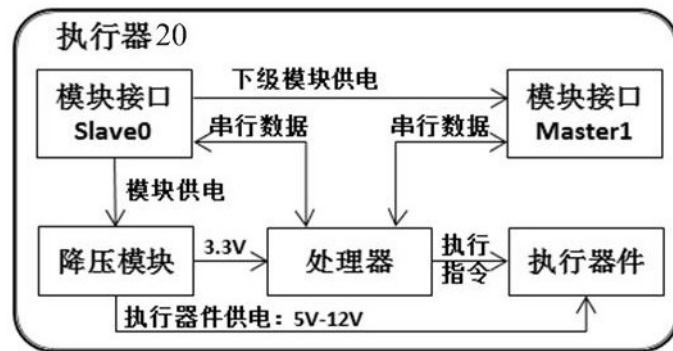 执行器20
模块接口
Slave0
下级模块供电
模块接口
Master1
串行数据
串行数据
模块供电
降压模块
3.3V
处理器
执行
指令
执行器件
执行器件供电：5V-12V